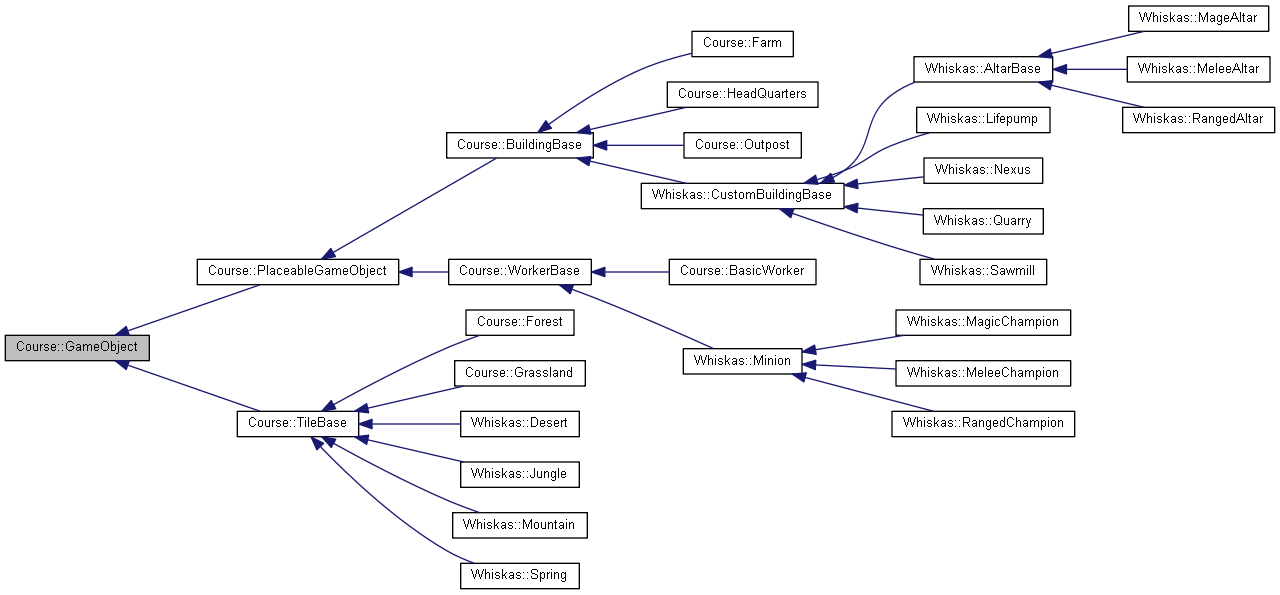 Whiskas::MageAltar
Course::Farm
Whiskas::AltarBase
Whiskas::MeleeAltar
Course::HeadQuarters
Whiskas::Lifepump
Whiskas::RangedAltar
Course::BuildingBase
Course::Outpost
Whiskas::Nexus
Whiskas::CustomBuildingBase
Whiskas::Quarry
Course::PlaceableGameObject
Course::WorkerBase
Course::BasicWorker
Whiskas::Sawmill
Course::Forest
Whiskas::MagicChampion
Course::GameObject
Whiskas::Minion
Course::Grassland
Whiskas::MeleeChampion
Course::TileBase
Whiskas::Desert
Whiskas::RangedChampion
Whiskas::Jungle
Whiskas::Mountain
Whiskas::Spring